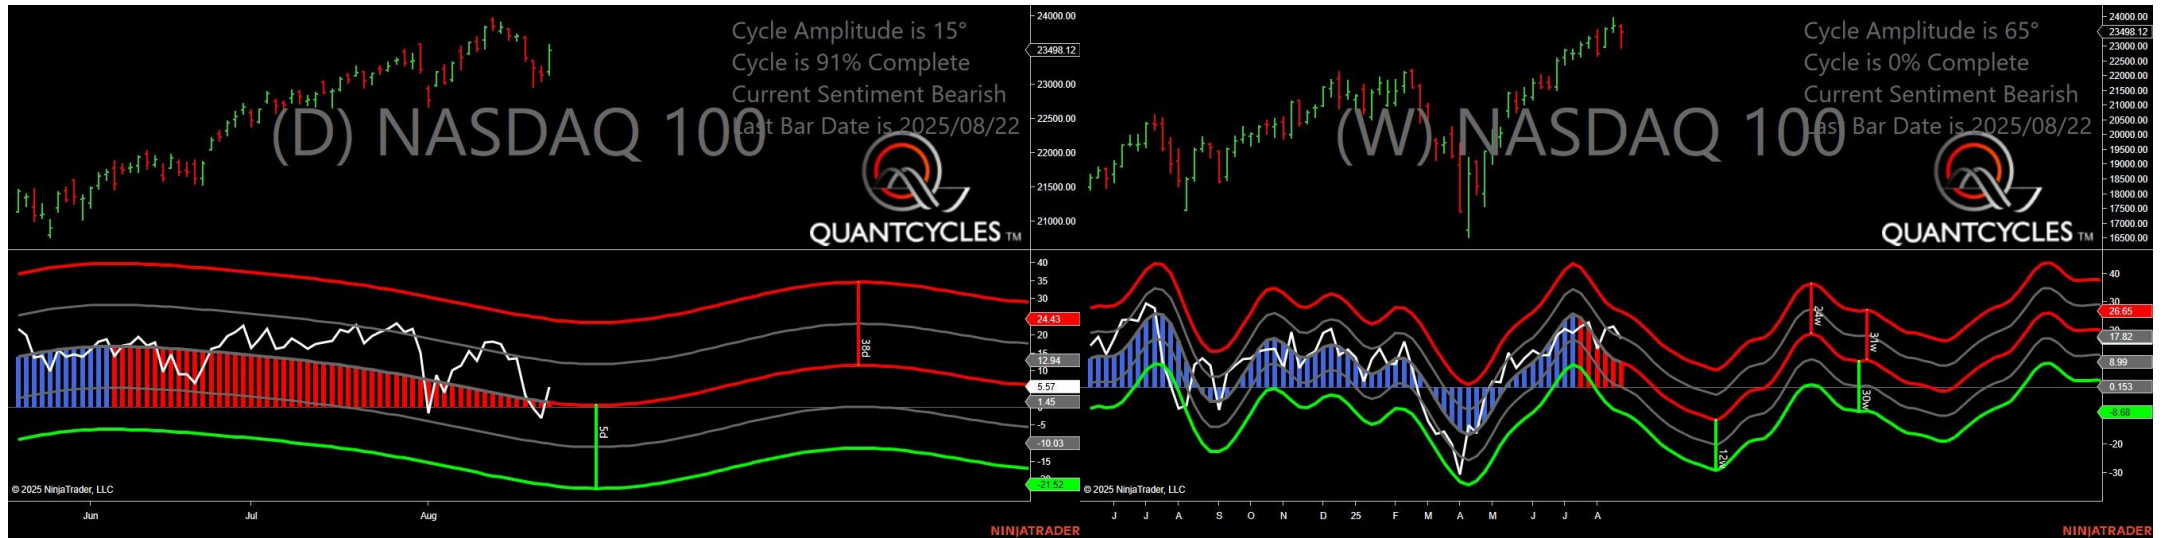 Cycle Amplitude is 15°
Cycle is 91% Complete
Current Sentiment Bearish
Last Bar Date is 2025/08/22
(D) NASDAQ 100
QUANTCYCLES TM
24000.00
23498.12
23000.00
22500.00
22000.00
21500.00
21000.00
40
35
30
24.43
20
15
12.94
10
5.57
1.45
-5
-10.03
-15
-21.52
38d
5d
© 2025 NinjaTrader, LLC
Jun Jul Aug
NINJATRADER
Cycle Amplitude is 65°
Cycle is 0% Complete
Current Sentiment Bearish
Last Bar Date is 2025/08/22
(W) NASDAQ 100
QUANTCYCLES TM
24000.00
23498.12
23000.00
22500.00
22000.00
21500.00
21000.00
20500.00
20000.00
19500.00
19000.00
18500.00
18000.00
17500.00
17000.00
16500.00
40
30
26.65
17.82
8.99
0.153
-8.68
-20
-30
24w
31w
30w
12w
© 2025 NinjaTrader, LLC
J J A S O N D 25 F M A M J J A
NINJATRADER